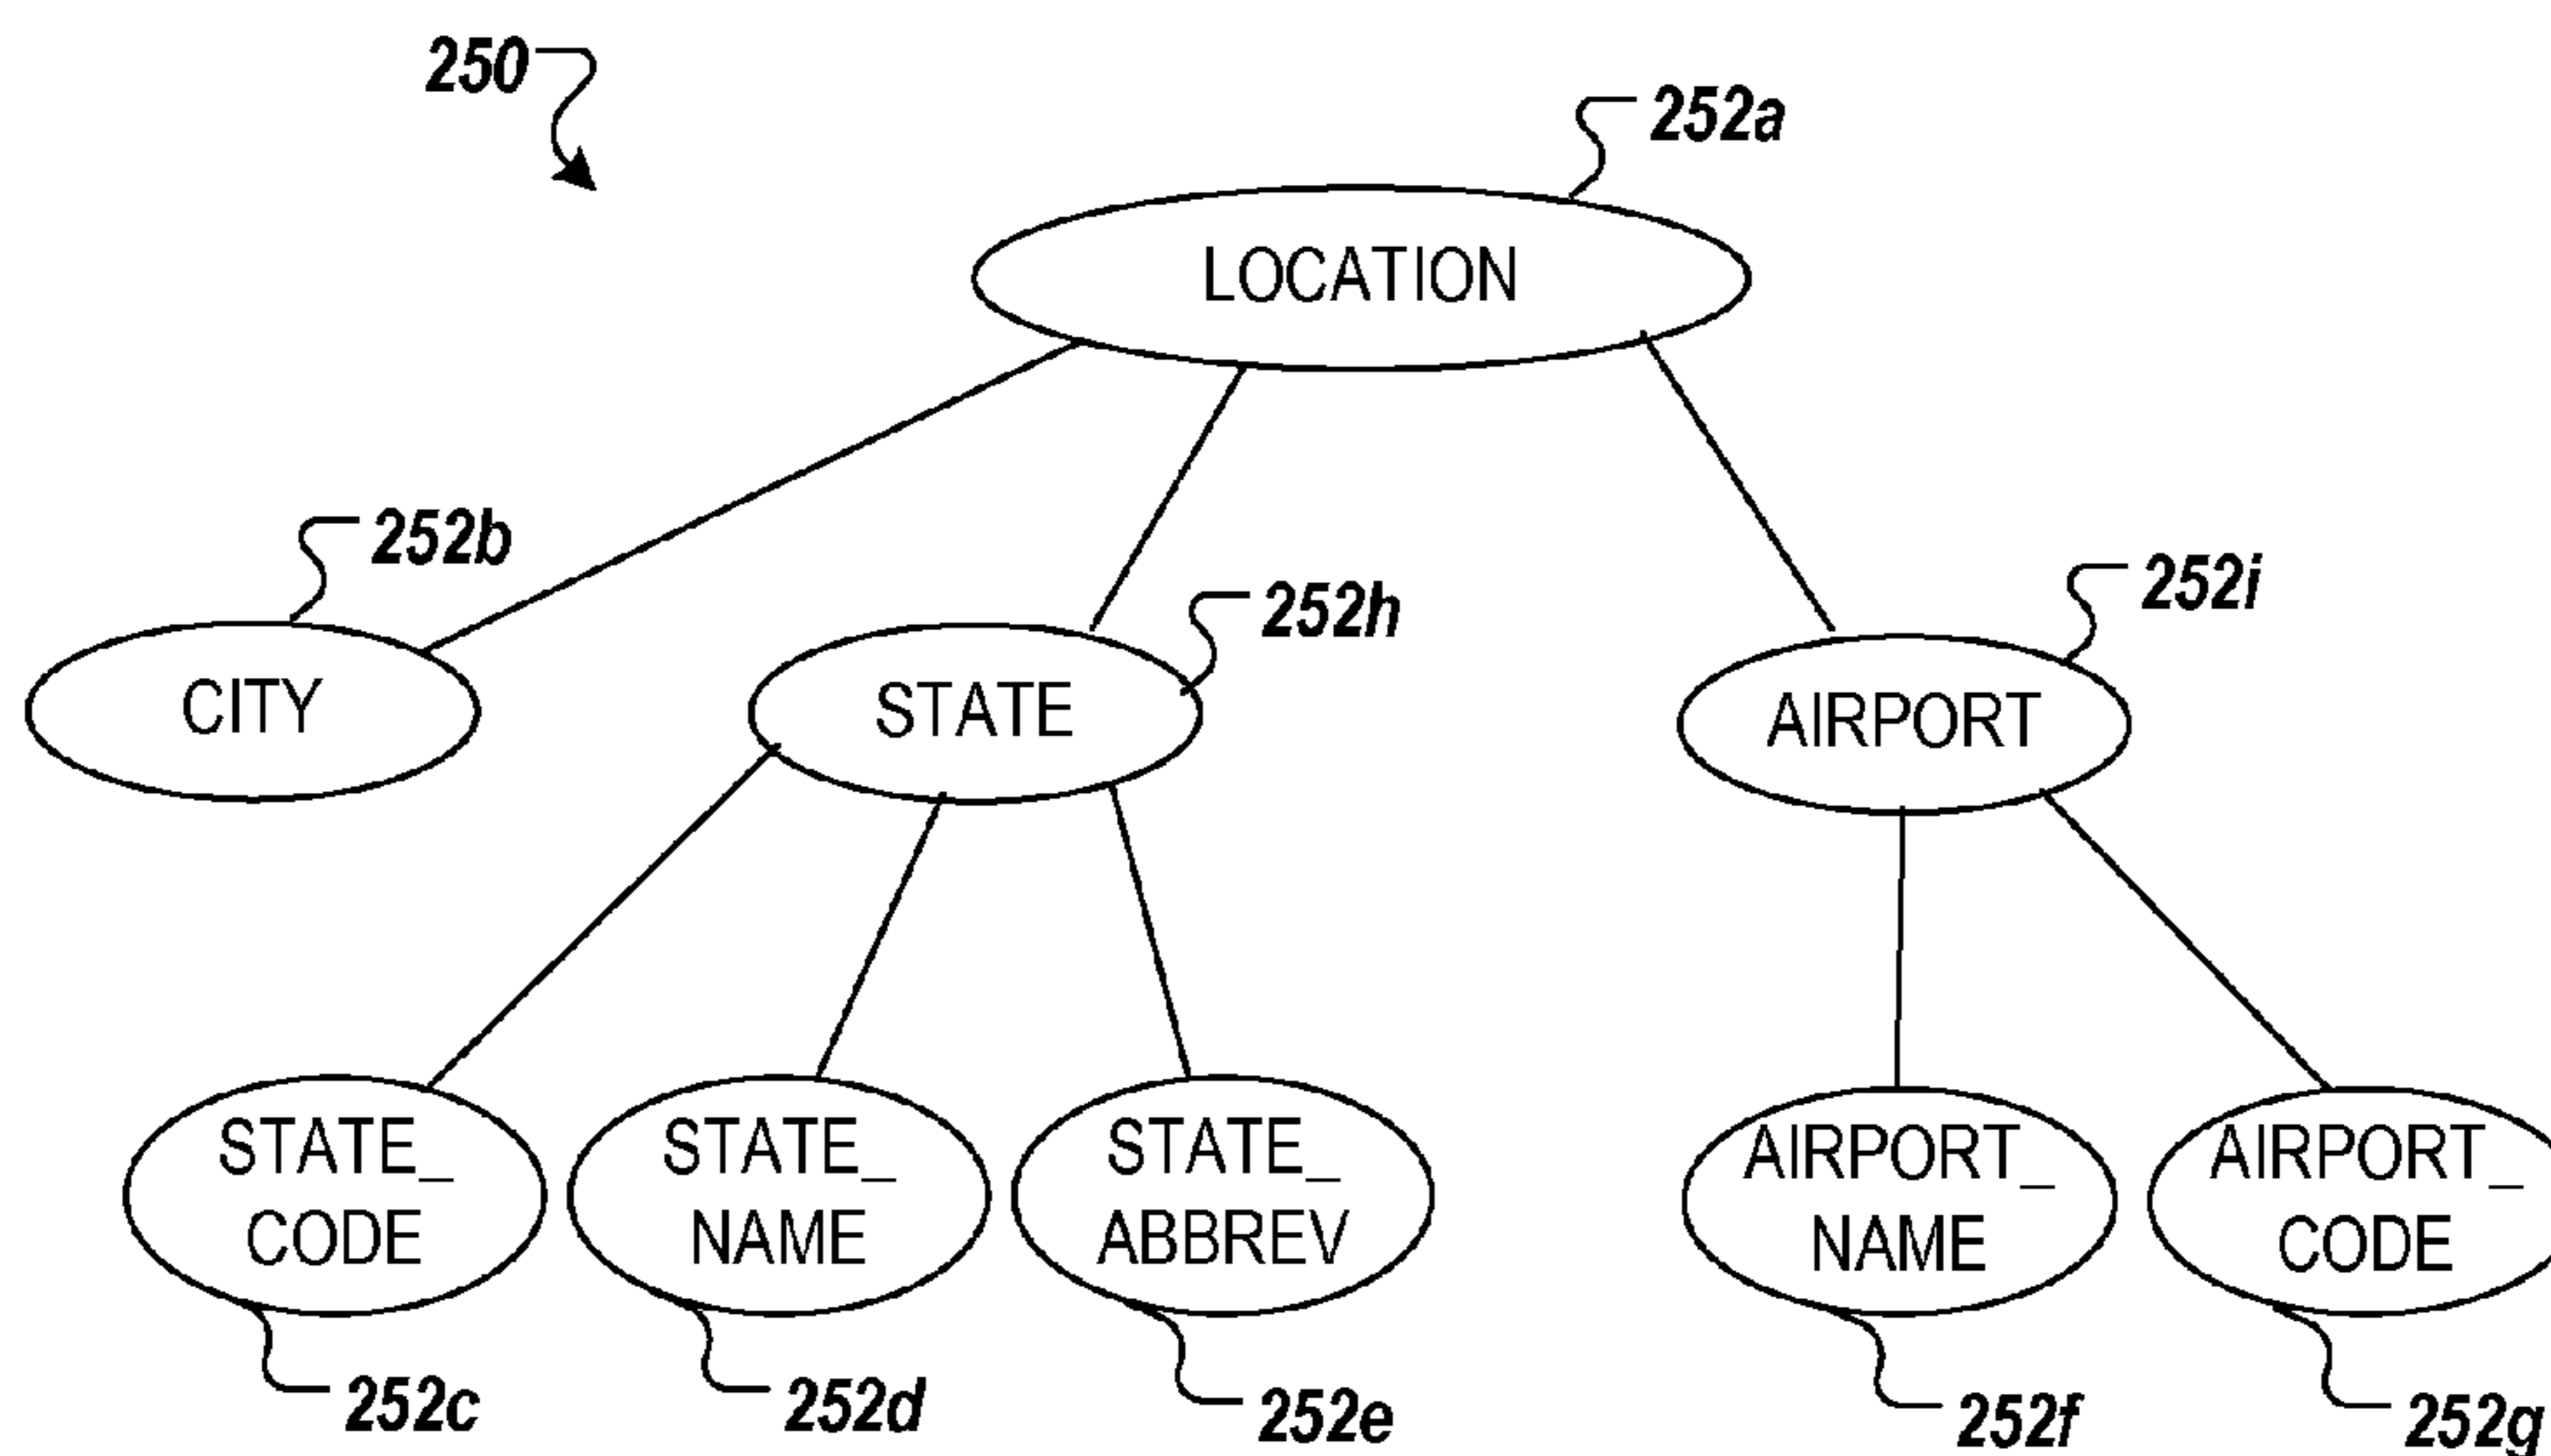 250
252a
LOCATION
252b
252h
252i
CITY
STATE
AIRPORT
STATE_
CODE
STATE_
NAME
STATE_
ABBREV
AIRPORT_
NAME
AIRPORT_
CODE
252c
252d
252e
252f
252g